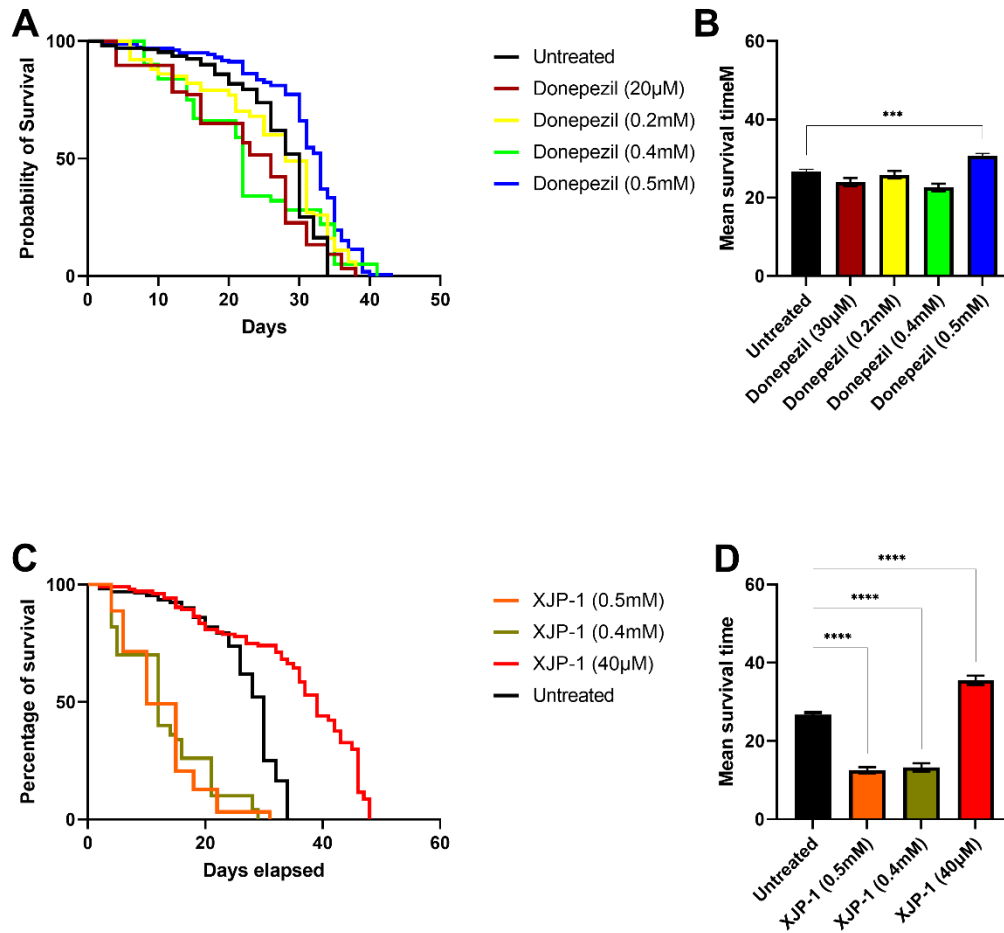 A
Probability of Survival
100
50
0
0 10 20 30 40 50
Days
Untreated
Donepezil (20µM)
Donepezil (0.2mM)
Donepezil (0.4mM)
Donepezil (0.5mM)
B
Mean survival timeM
60
40
20
0
***
Untreated
Donepezil (30µM)
Donepezil (0.2mM)
Donepezil (0.4mM)
Donepezil (0.5mM)
C
Percentage of survival
100
50
0
0 20 40 60
Days elapsed
XJP-1 (0.5mM)
XJP-1 (0.4mM)
XJP-1 (40µM)
Untreated
D
Mean survival time
60
40
20
0
****
****
****
Untreated
XJP-1 (0.5mM)
XJP-1 (0.4mM)
XJP-1 (40µM)